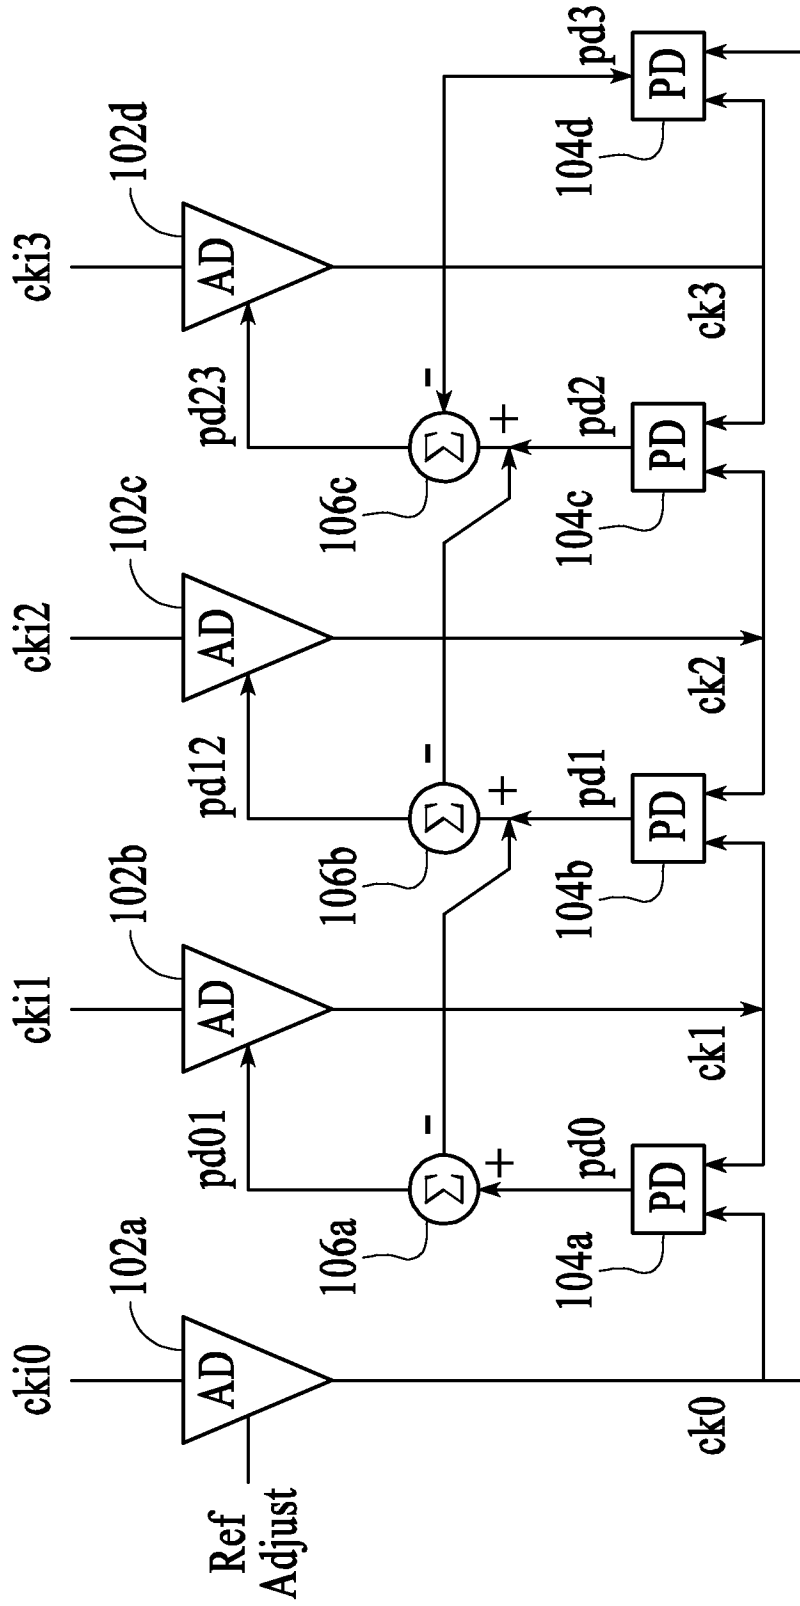 cki0
cki1
cki2
cki3
102a
102b
102c
102d
AD
AD
AD
AD
Ref
Adjust
pd01
pd12
pd23
106a
106b
106c
Σ
Σ
Σ
-
-
-
+
+
+
pd0
pd1
pd2
pd3
104a
104b
104c
104d
PD
PD
PD
PD
ck0
ck1
ck2
ck3